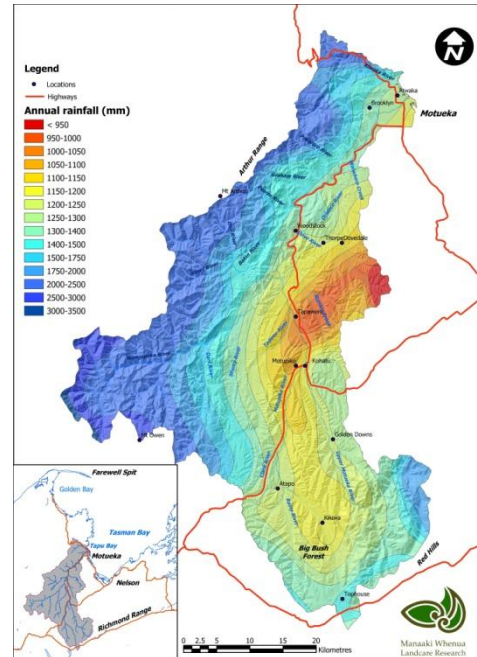 N
Legend
Locations
Highways
Annual rainfall (mm)
< 950
950-1000
1000-1050
1050-1100
1100-1150
1150-1200
1200-1250
1250-1300
1300-1400
1400-1500
1500-1750
1750-2000
2000-2500
2500-3000
3000-3500
Riwaka
Brooklyn
Motueka
Arthur Range
Mt Arthur
Woodstock
Thorpe
Dovedale
Tapawera
Motupiko
Kohatu
Golden Downs
Mt Owen
Atapo
Kikiwa
Big Bush
Forest
Red Hills
Tophouse
Farewell Spit
Golden Bay
Tasman Bay
Tapu Bay
Motueka
Nelson
Richmond Range
0 2.5 5 10 15 20
Kilometres
Manaaki Whenua
Landcare Research